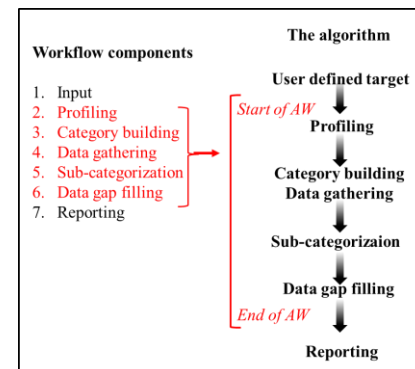 Workflow components
1. Input
2. Profiling
3. Category building
4. Data gathering
5. Sub-categorization
6. Data gap filling
7. Reporting
The algorithm
User defined target
Start of AW
Profiling
Category building
Data gathering
Sub-categorizaion
Data gap filling
End of AW
Reporting